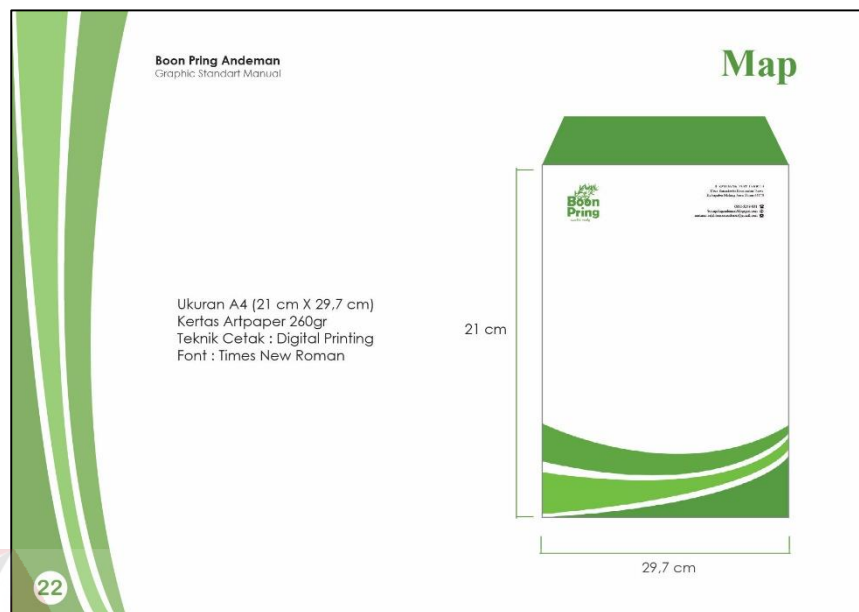 Boon Pring Andeman
Graphic Standart Manual
Map
Boon
Pring
Ukuran A4 (21 cm X 29,7 cm)
Kertas Artpaper 260gr
Teknik Cetak : Digital Printing
Font : Times New Roman
21 cm
29,7 cm
22